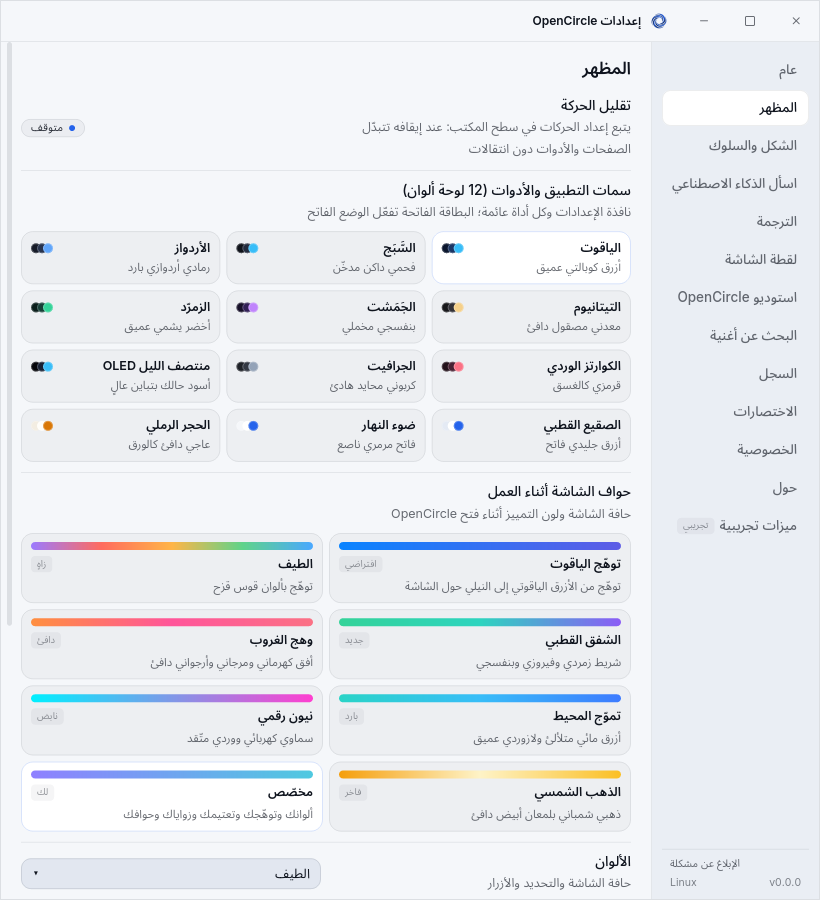 إعدادات OpenCircle
عام
المظهر
الشكل والسلوك
اسأل الذكاء الاصطناعي
الترجمة
لقطة الشاشة
استوديو OpenCircle
البحث عن أغنية
السجل
الاختصارات
الخصوصية
حول
ميزات تجريبية تجريبي
الإبلاغ عن مشكلة
v0.0.0 Linux
المظهر
تقليل الحركة
يتبع إعداد الحركات في سطح المكتب: عند إيقافه تتبدّل
الصفحات والأدوات دون انتقالات
متوقف
سمات التطبيق والأدوات (12 لوحة ألوان)
نافذة الإعدادات وكل أداة عائمة؛ البطاقة الفاتحة تفعّل الوضع الفاتح
الياقوت
أزرق كوبالتي عميق
السَّبَج
فحمي داكن مدخّن
الأردواز
رمادي أردوازي بارد
التيتانيوم
معدني مصقول دافئ
الجَمَشت
بنفسجي مخملي
الزمرّد
أخضر يشمي عميق
الكوارتز الوردي
قرمزي كالغسق
الجرافيت
كربوني محايد هادئ
منتصف الليل OLED
أسود حالك بتباين عالٍ
الصقيع القطبي
أزرق جليدي فاتح
ضوء النهار
فاتح مرمري ناصع
الحجر الرملي
عاجي دافئ كالورق
حواف الشاشة أثناء العمل
حافة الشاشة ولون التمييز أثناء فتح OpenCircle
توهّج الياقوت
افتراضي
توهّج من الأزرق الياقوتي إلى النيلي حول الشاشة
الطيف
زاهٍ
توهّج بألوان قوس قزح
الشفق القطبي
جديد
شريط زمردي وفيروزي وبنفسجي
وهج الغروب
دافئ
أفق كهرماني ومرجاني وأرجواني دافئ
تموّج المحيط
بارد
أزرق مائي متلألئ ولازوردي عميق
نيون رقمي
نابض
سماوي كهربائي ووردي متّقد
الذهب الشمسي
فاخر
ذهبي شمباني بلمعان أبيض دافئ
مخصّص
لك
ألوانك وتوهّجك وتعتيمك وزواياك وحوافك
الألوان
حافة الشاشة والتحديد والأزرار
الطيف